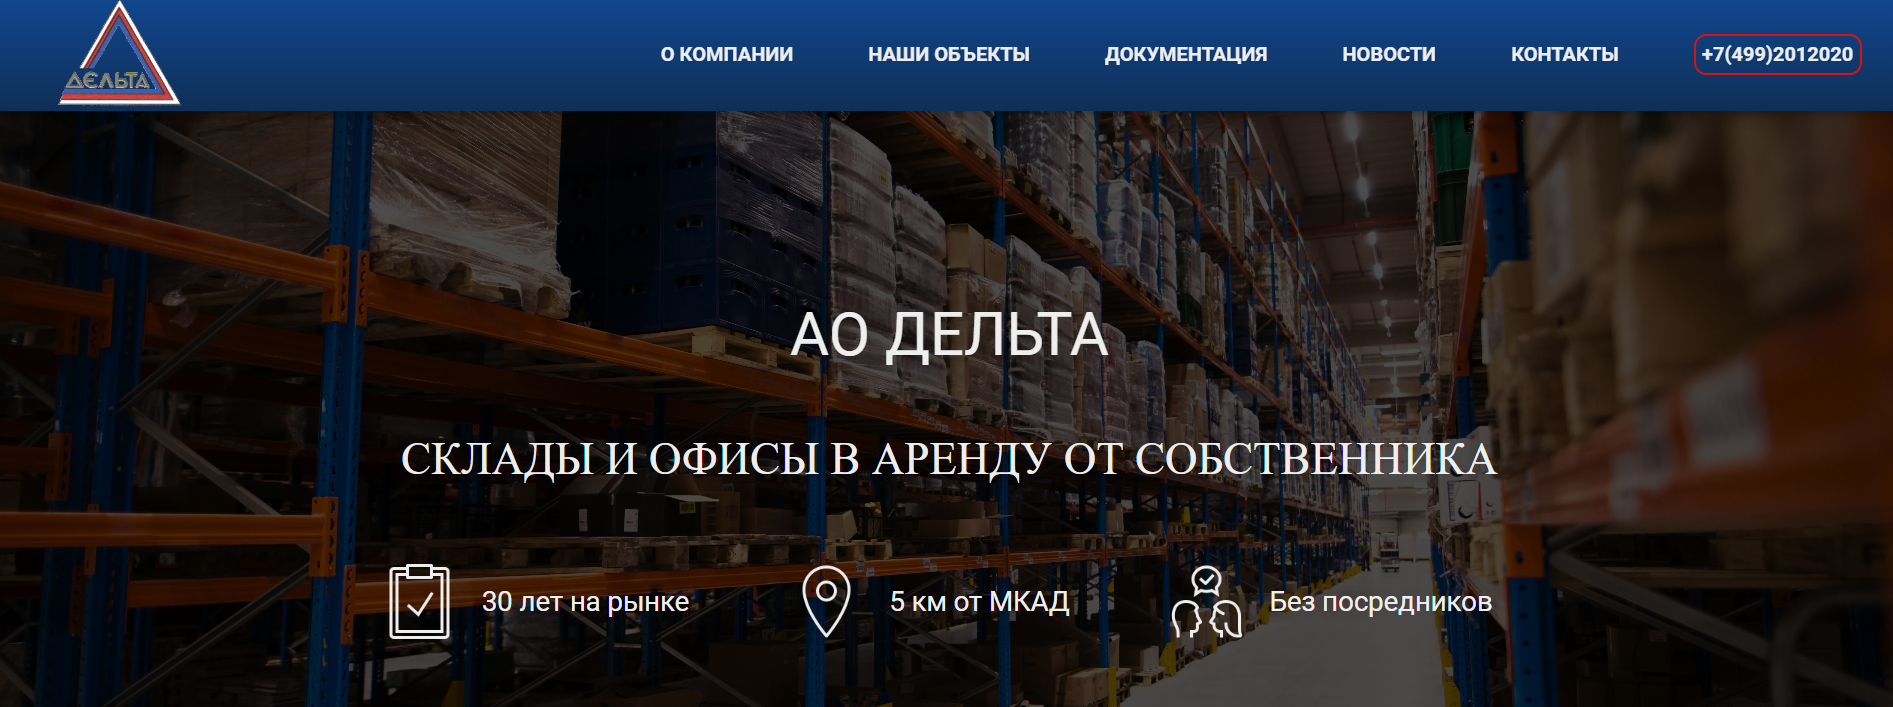 ДЕЛЬТА
О КОМПАНИИ
НАШИ ОБЪЕКТЫ
ДОКУМЕНТАЦИЯ
НОВОСТИ
КОНТАКТЫ
+7(499)2012020
АО ДЕЛЬТА
СКЛАДЫ И ОФИСЫ В АРЕНДУ ОТ СОБСТВЕННИКА
30 лет на рынке
5 км от МКАД
Без посредников